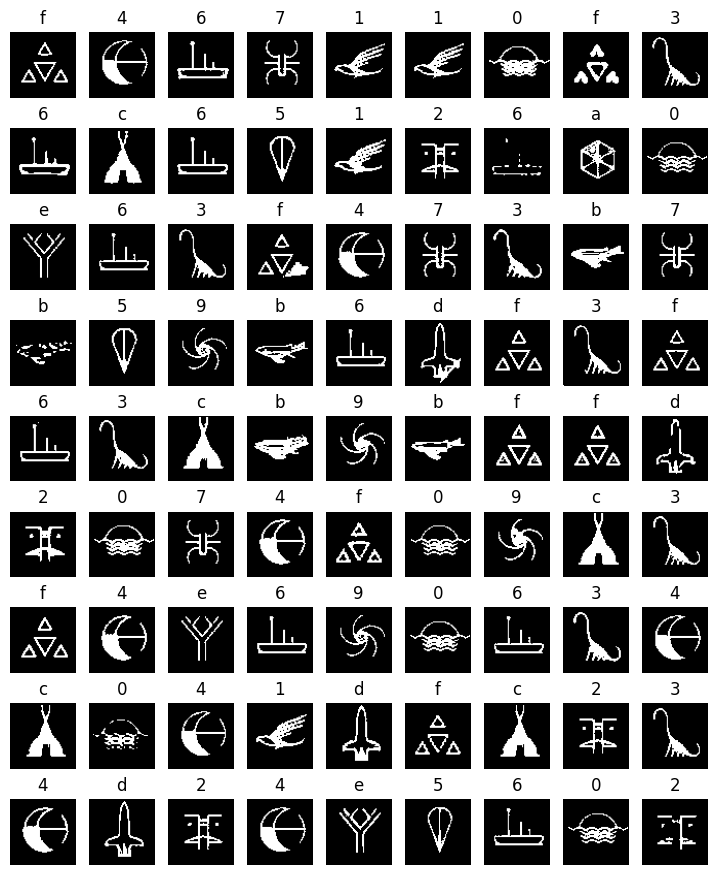 f 4 6 7 1 1 0 f 3
6 c 6 5 1 2 6 a 0
e 6 3 f 4 7 3 b 7
b 5 9 b 6 d f 3 f
6 3 c b 9 b f f d
2 0 7 4 f 0 9 c 3
f 4 e 6 9 0 6 3 4
c 0 4 1 d f c 2 3
4 d 2 4 e 5 6 0 2